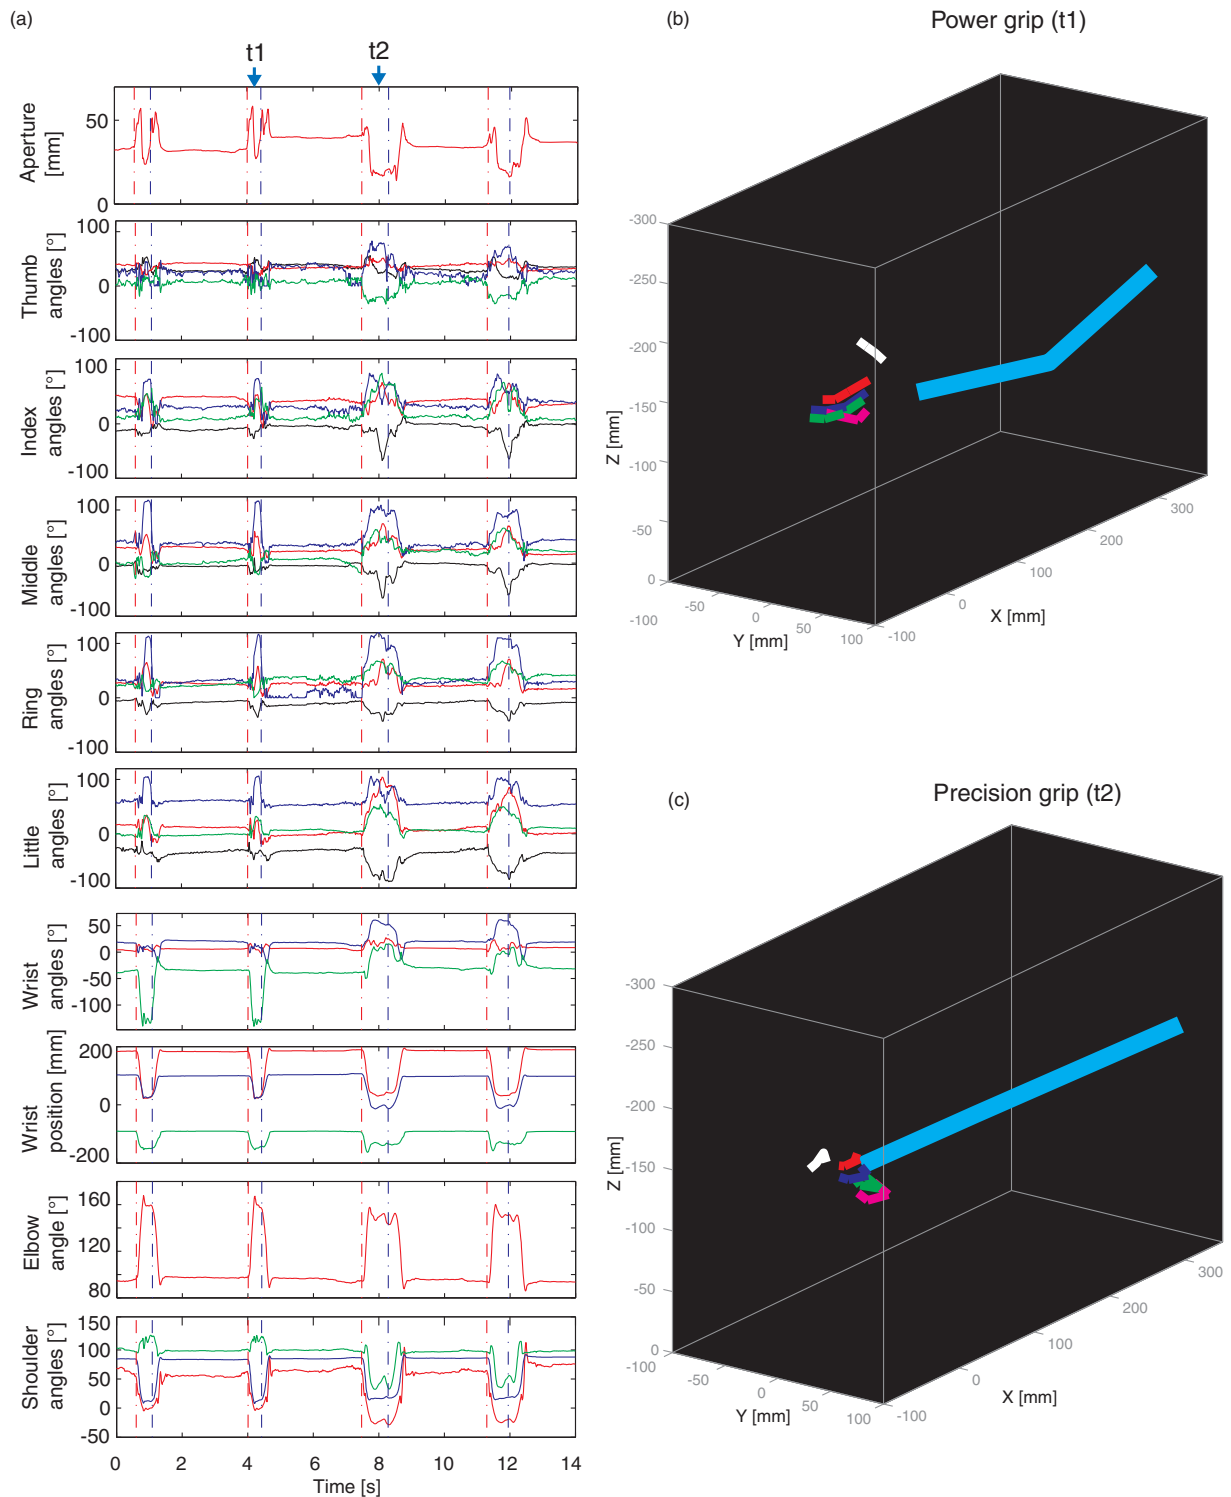 (a)
t1
t2
Aperture
[mm]
50
0
Thumb
angles [°]
100
0
-100
Index
angles [°]
100
0
-100
Middle
angles [°]
100
0
-100
Ring
angles [°]
100
0
-100
Little
angles [°]
100
0
-100
Wrist
angles [°]
50
0
-50
-100
Wrist
position [mm]
200
0
-200
Elbow
angle [°]
160
120
80
Shoulder
angles [°]
150
100
50
0
-50
0 2 4 6 8 10 12 14
Time [s]
(b)
Power grip (t1)
-300
-250
-200
-150
-100
-50
0
Z [mm]
-100
-50
0
50
100
Y [mm]
-100
0
100
200
300
X [mm]
(c)
Precision grip (t2)
-300
-250
-200
-150
-100
-50
0
Z [mm]
-100
-50
0
50
100
Y [mm]
-100
0
100
200
300
X [mm]